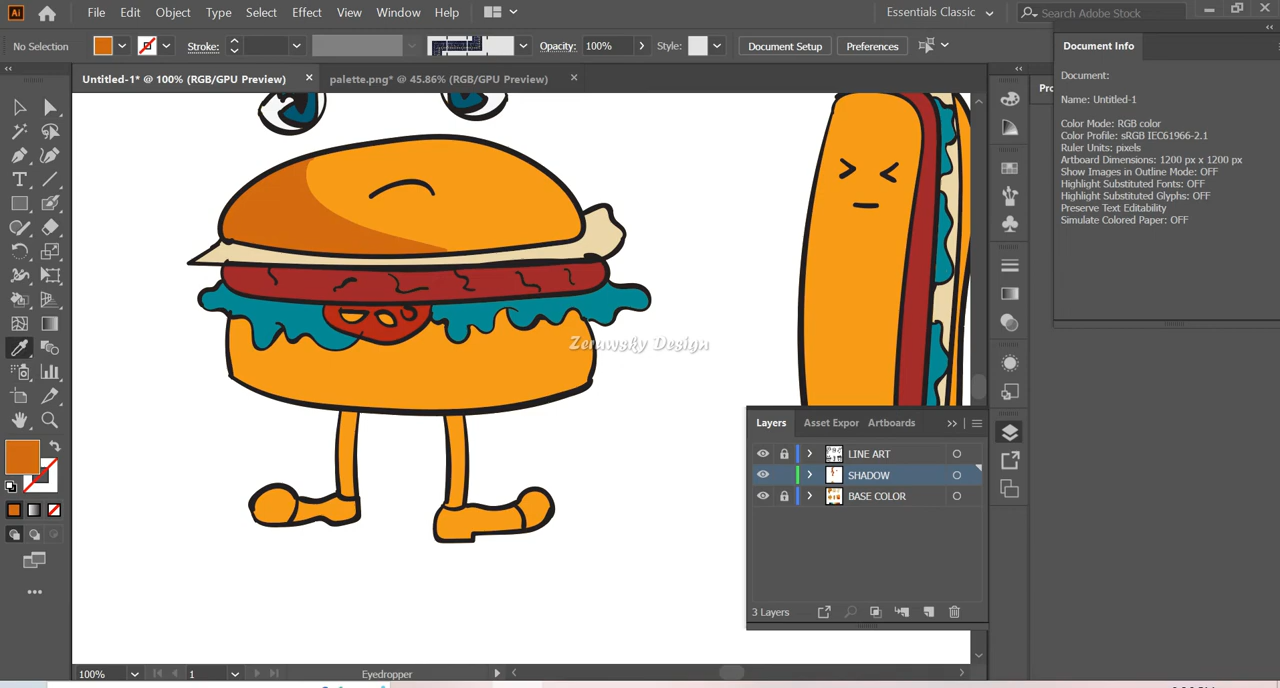 Ai File Edit Object Type Select Effect View Window Help Essentials Classic Search Adobe Stock
No Selection Stroke: Opacity: 100% Style: Document Setup Preferences
Untitled-1* @ 100% (RGB/GPU Preview) × palette.png* @ 45.86% (RGB/GPU Preview) ×
Document Info
Document:
Name: Untitled-1
Color Mode: RGB color
Color Profile: sRGB IEC61966-2.1
Ruler Units: pixels
Artboard Dimensions: 1200 px x 1200 px
Show Images in Outline Mode: OFF
Highlight Substituted Fonts: OFF
Highlight Substituted Glyphs: OFF
Preserve Text Editability
Simulate Colored Paper: OFF
Pro
Zerawsky Design
Layers Asset Expor Artboards
LINE ART
SHADOW
BASE COLOR
3 Layers
100% 1 Eyedropper